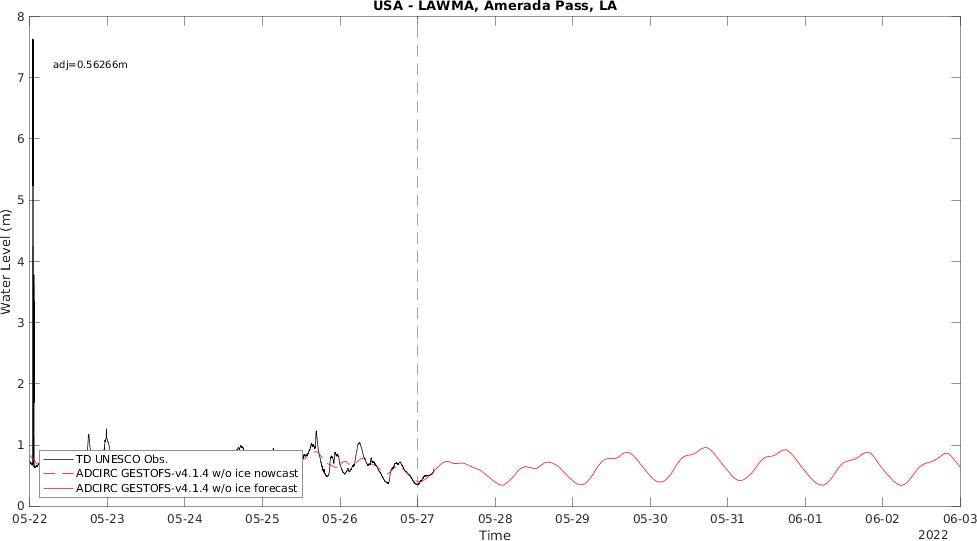 USA - LAWMA, Amerada Pass, LA
8
7
6
5
4
3
2
1
0
Water Level (m)
adj=0.56266m
TD UNESCO Obs.
ADCIRC GESTOFS-v4.1.4 w/o ice nowcast
ADCIRC GESTOFS-v4.1.4 w/o ice forecast
05-22 05-23 05-24 05-25 05-26 05-27 05-28 05-29 05-30 05-31 06-01 06-02 06-03
Time
2022